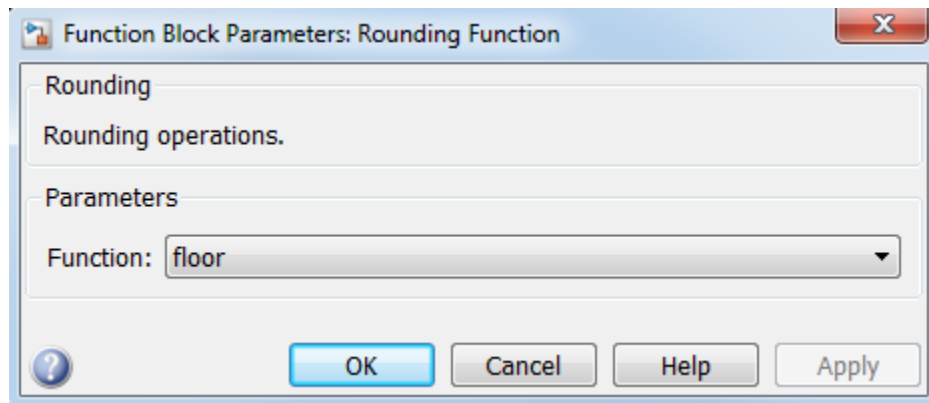 Function Block Parameters: Rounding Function
Rounding
Rounding operations.
Parameters
Function: floor
OK Cancel Help Apply